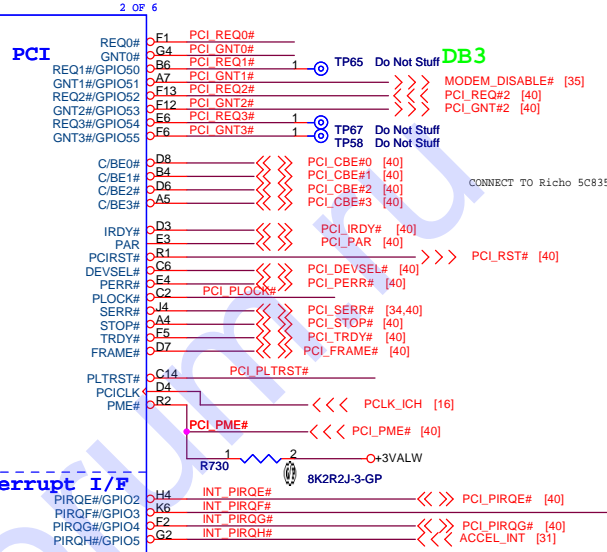 2 OF 6
PCI
DB3
REQ0# F1 PCI_REQ0#
GNT0# G4 PCI_GNT0#
REQ1#/GPIO50 B6 PCI_REQ1# 1 TP65 Do Not Stuff
GNT1#/GPIO51 A7 PCI_GNT1# MODEM_DISABLE# [35]
REQ2#/GPIO52 F13 PCI_REQ2# PCI_REQ#2 [40]
GNT2#/GPIO53 F12 PCI_GNT2# PCI_GNT#2 [40]
REQ3#/GPIO54 E6 PCI_REQ3# 1 TP67 Do Not Stuff
GNT3#/GPIO55 F6 PCI_GNT3# 1 TP58 Do Not Stuff
C/BE0# D8 PCI_CBE#0 [40]
C/BE1# B4 PCI_CBE#1 [40]
C/BE2# D6 PCI_CBE#2 [40]
C/BE3# A5 PCI_CBE#3 [40]
CONNECT TO Richo 5C835
IRDY# D3 PCI_IRDY# [40]
PAR E3 PCI_PAR [40]
PCIRST# R1 PCI_RST# [40]
DEVSEL# C6 PCI_DEVSEL# [40]
PERR# E4 PCI_PERR# [40]
PLOCK# C2 PCI_PLOCK#
SERR# J4 PCI_SERR# [34,40]
STOP# A4 PCI_STOP# [40]
TRDY# F5 PCI_TRDY# [40]
FRAME# D7 PCI_FRAME# [40]
PLTRST# C14 PCI_PLTRST#
PCICLK D4 PCLK_ICH [16]
PME# R2
PCI_PME# PCI_PME# [40]
1 2 +3VALW
R730 8K2R2J-3-GP
errupt I/F
PIRQE#/GPIO2 H4 INT_PIRQE# PCI_PIRQE# [40]
PIRQF#/GPIO3 K6 INT_PIRQF#
PIRQG#/GPIO4 F2 INT_PIRQG# PCI_PIRQG# [40]
PIRQH#/GPIO5 G2 INT_PIRQH# ACCEL_INT [31]